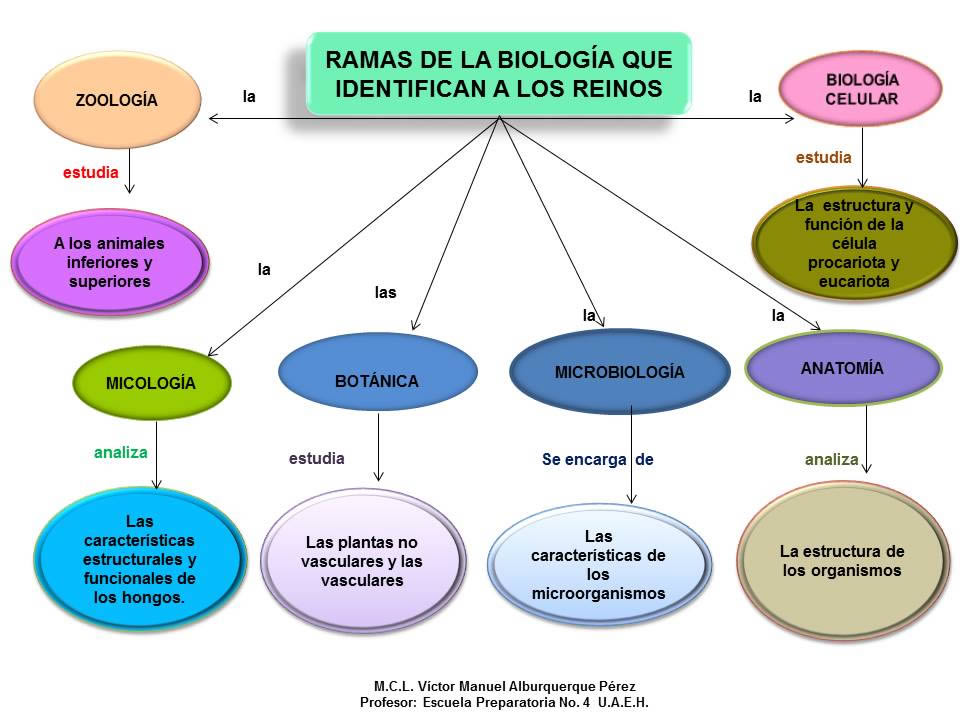 RAMAS DE LA BIOLOGÍA QUE
IDENTIFICAN A LOS REINOS
ZOOLOGÍA
la
la
BIOLOGÍA
CELULAR
estudia
estudia
A los animales
inferiores y
superiores
La estructura y
función de la
célula
procariota y
eucariota
la
las
la
la
MICOLOGÍA
BOTÁNICA
MICROBIOLOGÍA
ANATOMÍA
analiza
estudia
Se encarga de
analiza
Las
características
estructurales y
funcionales de
los hongos.
Las plantas no
vasculares y las
vasculares
Las
características de
los
microorganismos
La estructura de
los organismos
M.C.L. Víctor Manuel Alburquerque Pérez
Profesor: Escuela Preparatoria No. 4 U.A.E.H.